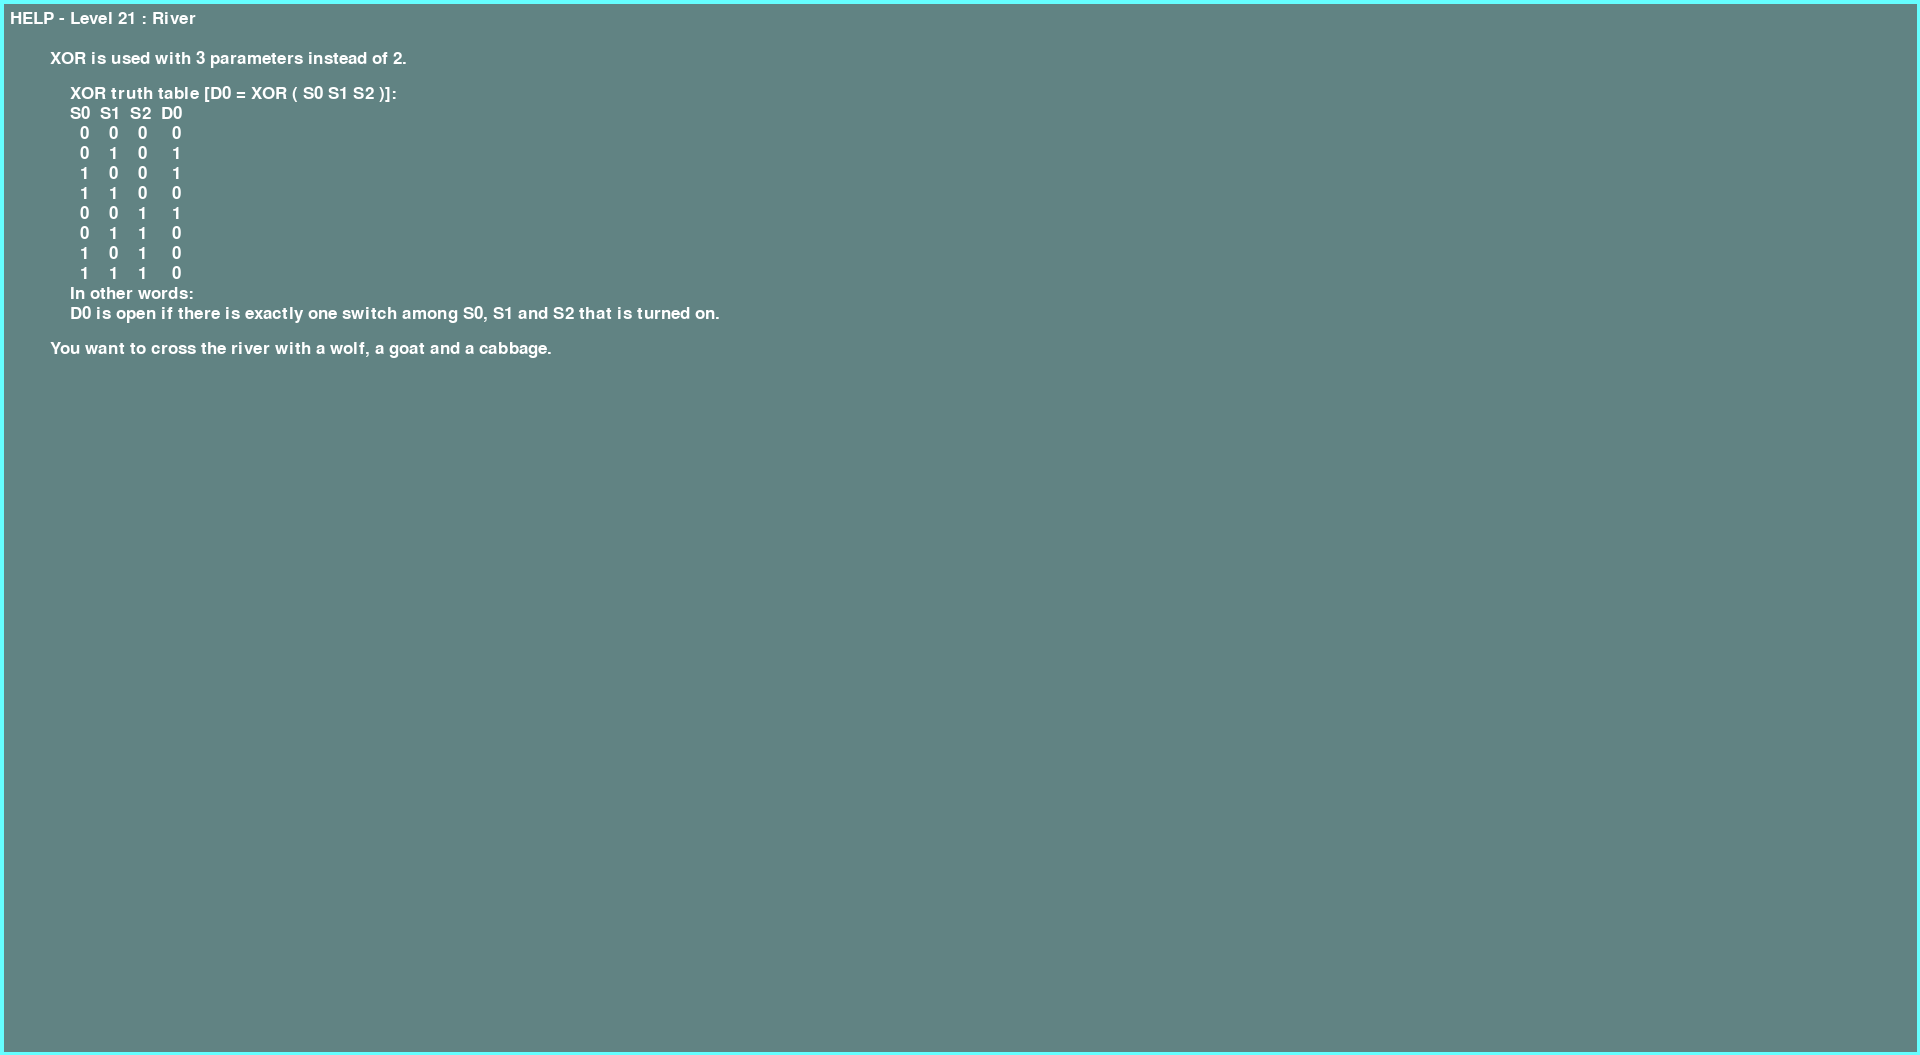 HELP - Level 21 : River
XOR is used with 3 parameters instead of 2.
XOR truth table [D0 = XOR ( S0 S1 S2 )]:
S0 S1 S2 D0
0 0 0 0
0 1 0 1
1 0 0 1
1 1 0 0
0 0 1 1
0 1 1 0
1 0 1 0
1 1 1 0
In other words:
D0 is open if there is exactly one switch among S0, S1 and S2 that is turned on.
You want to cross the river with a wolf, a goat and a cabbage.